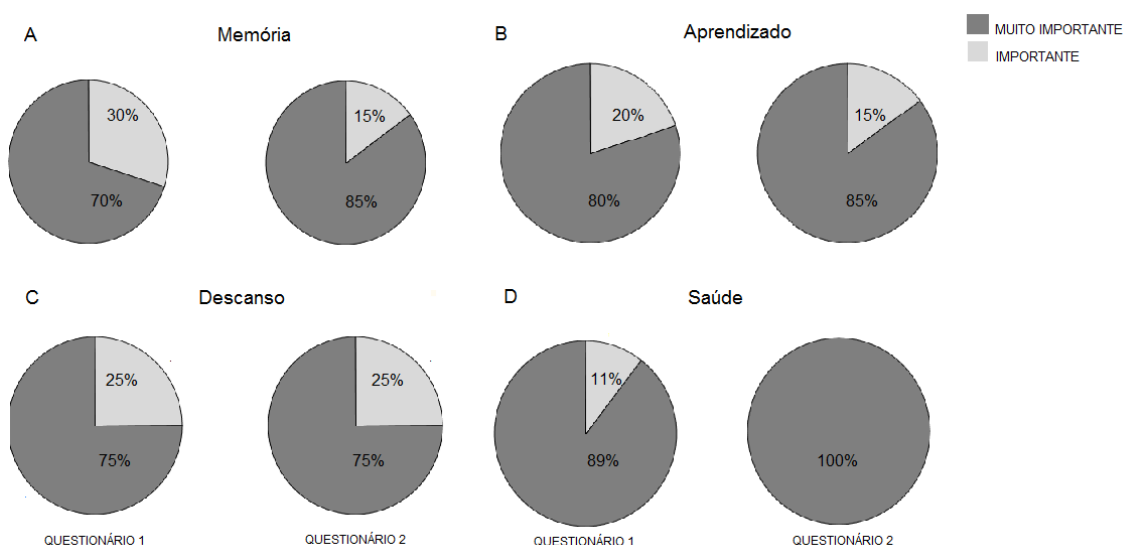 A
Memória
B
Aprendizado
MUITO IMPORTANTE
IMPORTANTE
30%
70%
15%
85%
20%
80%
15%
85%
C
Descanso
D
Saúde
25%
75%
25%
75%
11%
89%
100%
QUESTIONÁRIO 1
QUESTIONÁRIO 2
QUESTIONÁRIO 1
QUESTIONÁRIO 2